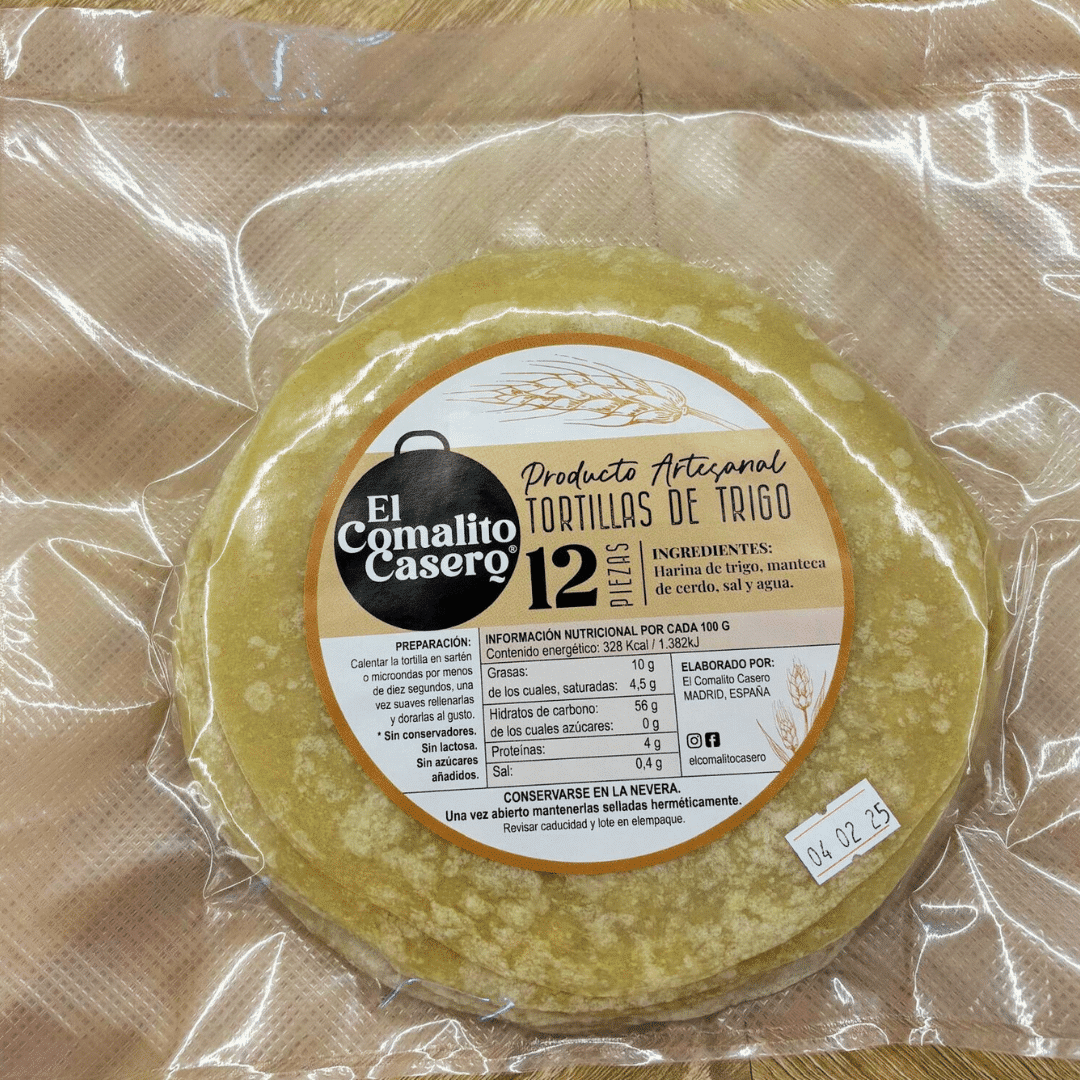 El
Comalito
Casero®
Producto Artesanal
TORTILLAS DE TRIGO
12
PIEZAS
INGREDIENTES:
Harina de trigo, manteca
de cerdo, sal y agua.
PREPARACIÓN:
Calentar la tortilla en sartén
o microondas por menos
de diez segundos, una
vez suaves rellenarlas
y dorarlas al gusto.
* Sin conservadores.
Sin lactosa.
Sin azúcares
añadidos.
INFORMACIÓN NUTRICIONAL POR CADA 100 G
Contenido energético: 328 Kcal / 1.382kJ
Grasas: 10 g
de los cuales, saturadas: 4,5 g
Hidratos de carbono: 56 g
de los cuales azúcares: 0 g
Proteínas: 4 g
Sal: 0,4 g
ELABORADO POR:
El Comalito Casero
MADRID, ESPAÑA
elcomalitocasero
CONSERVARSE EN LA NEVERA.
Una vez abierto mantenerlas selladas herméticamente.
Revisar caducidad y lote en elempaque.
04 02 25